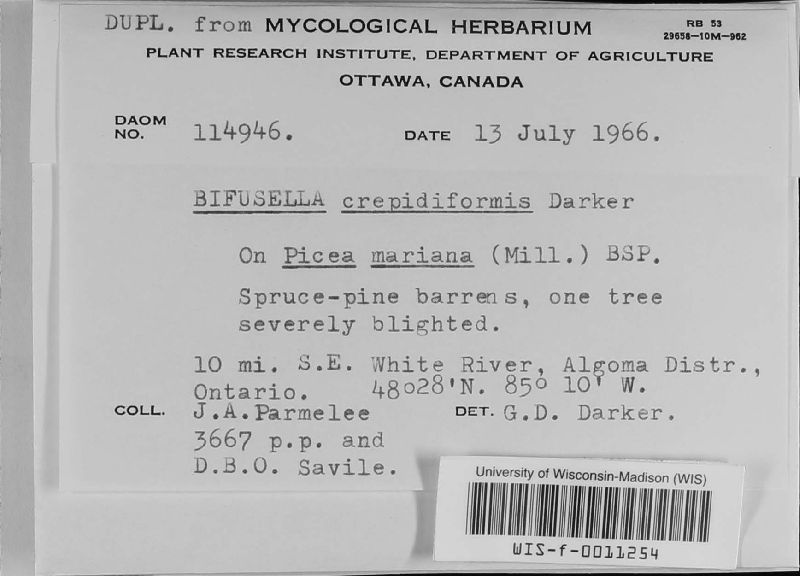 DUPL. from MYCOLOGICAL HERBARIUM
RB 53
29658-10M-962
PLANT RESEARCH INSTITUTE, DEPARTMENT OF AGRICULTURE
OTTAWA, CANADA
DAOM NO. 114946. DATE 13 July 1966.
BIFUSELLA crepidiformis Darker
On Picea mariana (Mill.) BSP.
Spruce-pine barrens, one tree
severely blighted.
10 mi. S.E. White River, Algoma Distr.,
Ontario. 48o28'N. 85o 10' W.
COLL. J.A.Parmelee DET. G.D. Darker.
3667 p.p. and
D.B.O. Savile.
University of Wisconsin-Madison (WIS)
WIS-f-0011254